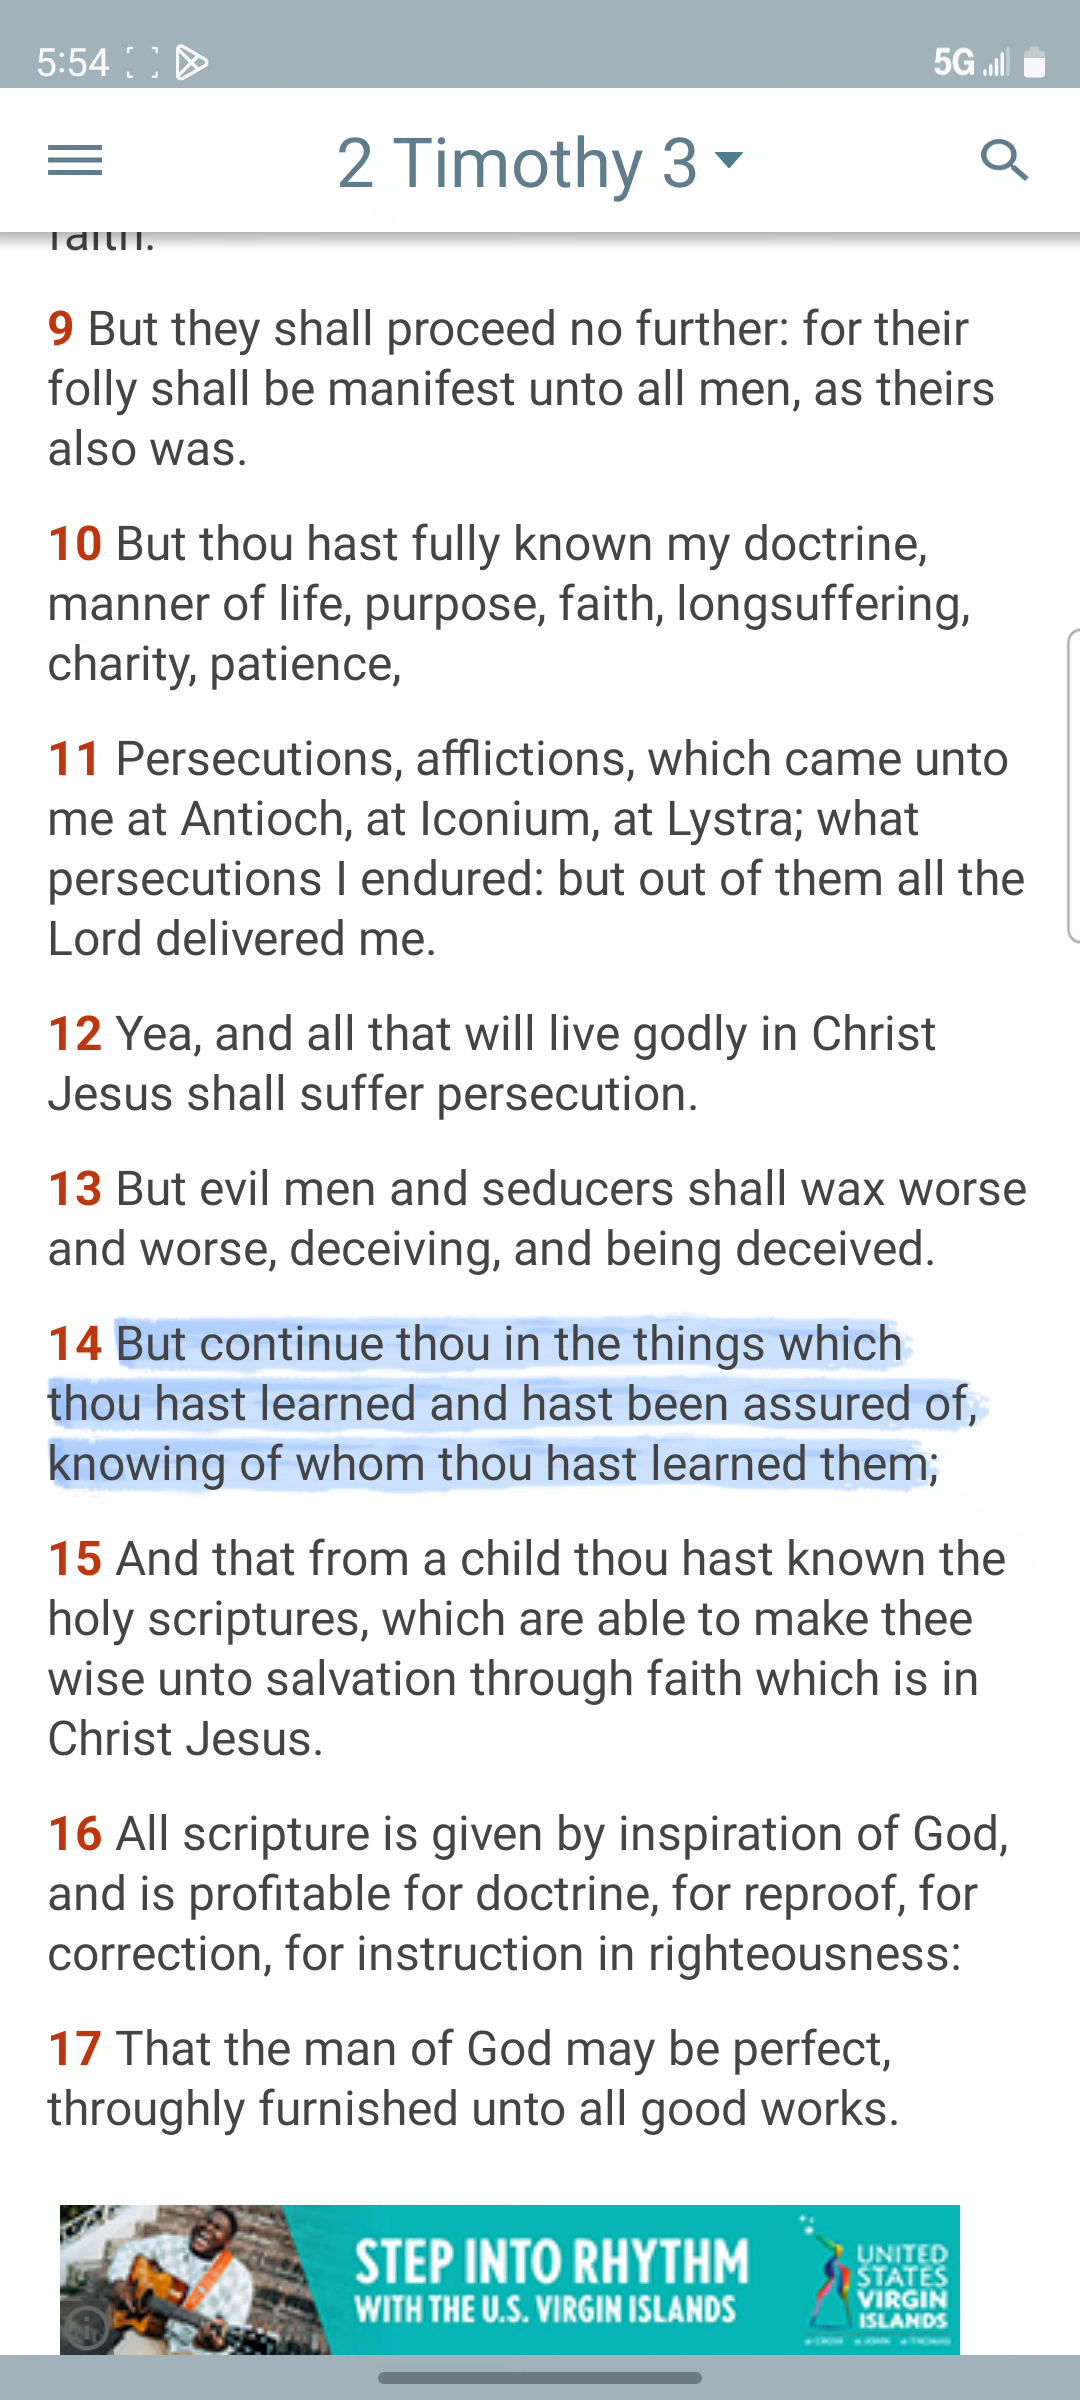 5:54
5G
2 Timothy 3
faith.
9 But they shall proceed no further: for their
folly shall be manifest unto all men, as theirs
also was.
10 But thou hast fully known my doctrine,
manner of life, purpose, faith, longsuffering,
charity, patience,
11 Persecutions, afflictions, which came unto
me at Antioch, at Iconium, at Lystra; what
persecutions I endured: but out of them all the
Lord delivered me.
12 Yea, and all that will live godly in Christ
Jesus shall suffer persecution.
13 But evil men and seducers shall wax worse
and worse, deceiving, and being deceived.
14 But continue thou in the things which
thou hast learned and hast been assured of,
knowing of whom thou hast learned them;
15 And that from a child thou hast known the
holy scriptures, which are able to make thee
wise unto salvation through faith which is in
Christ Jesus.
16 All scripture is given by inspiration of God,
and is profitable for doctrine, for reproof, for
correction, for instruction in righteousness:
17 That the man of God may be perfect,
throughly furnished unto all good works.
STEP INTO RHYTHM
WITH THE U.S. VIRGIN ISLANDS
UNITED
STATES
VIRGIN
ISLANDS